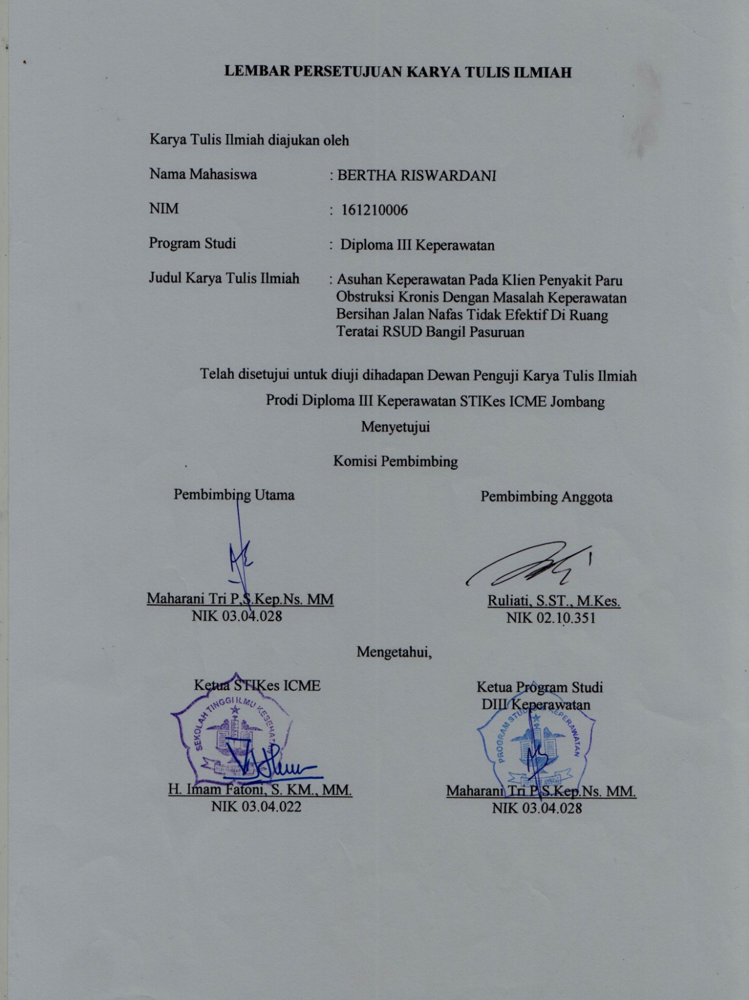 LEMBAR PERSETUJUAN KARYA TULIS ILMIAH
Karya Tulis Ilmiah diajukan oleh
Nama Mahasiswa : BERTHA RISWARDANI
NIM : 161210006
Program Studi : Diploma III Keperawatan
Judul Karya Tulis Ilmiah : Asuhan Keperawatan Pada Klien Penyakit Paru
Obstruksi Kronis Dengan Masalah Keperawatan
Bersihan Jalan Nafas Tidak Efektif Di Ruang
Teratai RSUD Bangil Pasuruan
Telah disetujui untuk diuji dihadapan Dewan Penguji Karya Tulis Ilmiah
Prodi Diploma III Keperawatan STIKes ICME Jombang
Menyetujui
Komisi Pembimbing
Pembimbing Utama Pembimbing Anggota
Maharani Tri P,S.Kep.Ns. MM Ruliati, S.ST., M.Kes.
NIK 03.04.028 NIK 02.10.351
Mengetahui,
Ketua STIKes ICME Ketua Program Studi
DIII Keperawatan
SEKOLAH TINGGI ILMU KESEHATAN PROGRAM STUDI KEPERAWATAN
H. Imam Fatoni, S. KM., MM. Maharani Tri P,S.Kep.Ns. MM.
NIK 03.04.022 NIK 03.04.028